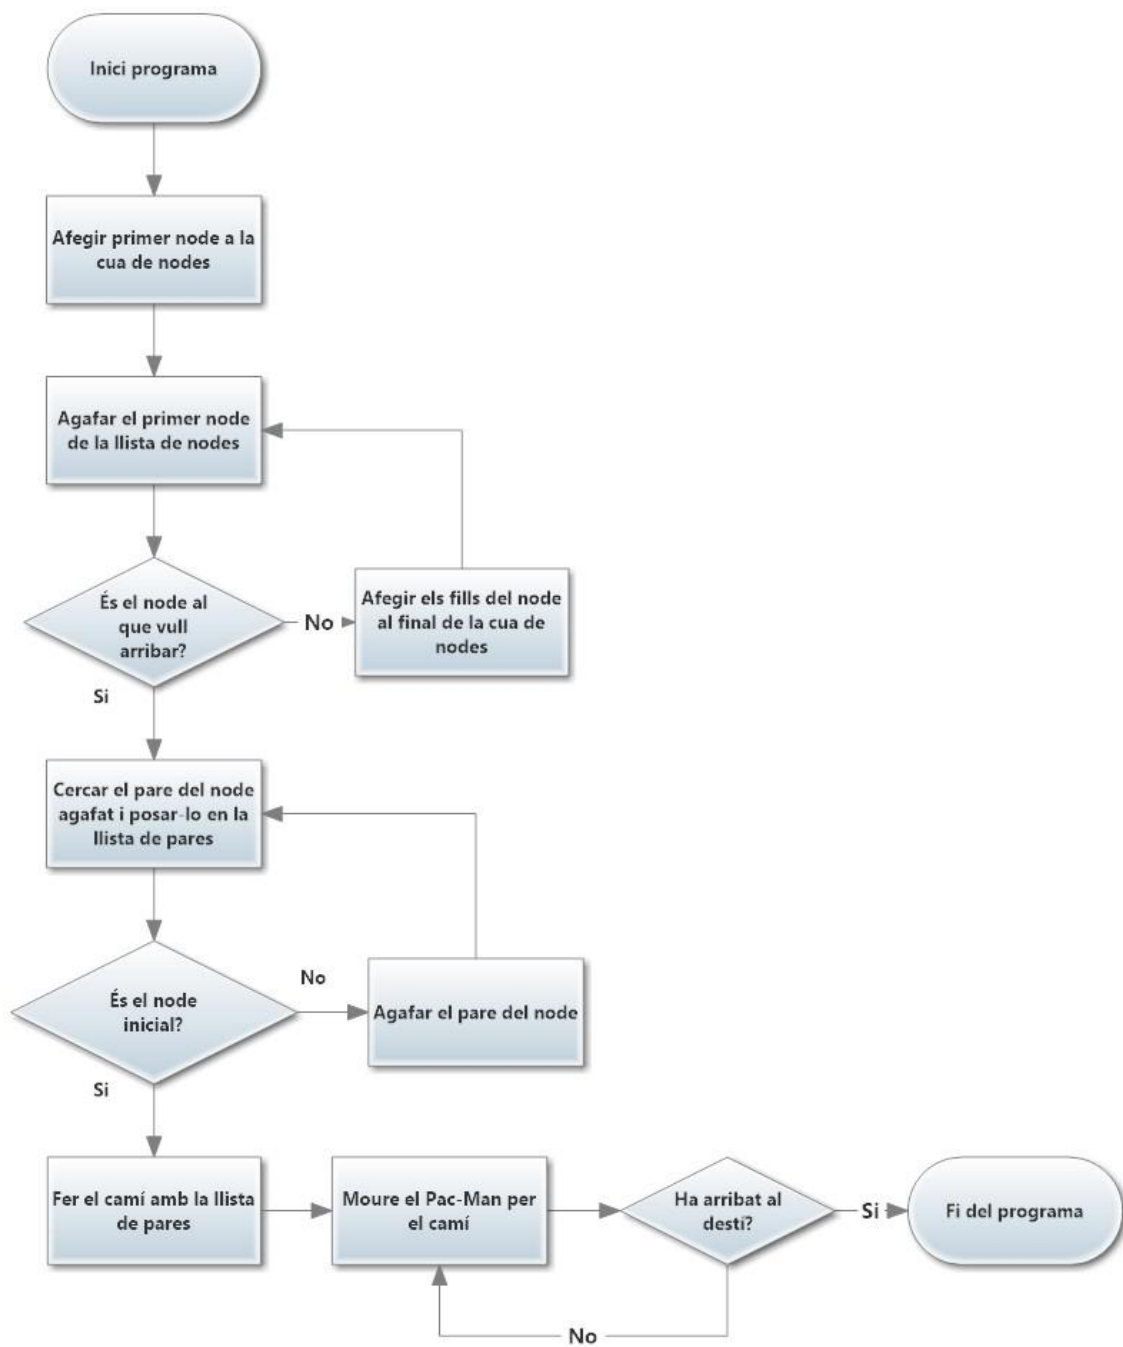 Inici programa
Afegir primer node a la
cua de nodes
Agafar el primer node
de la llista de nodes
És el node al
que vull
arribar?
No
Afegir els fills del node
al final de la cua de
nodes
Si
Cercar el pare del node
agafat i posar-lo en la
llista de pares
És el node
inicial?
No
Agafar el pare del node
Si
Fer el camí amb la llista
de pares
Moure el Pac-Man per
el camí
Ha arribat al
destí?
Si
Fi del programa
No